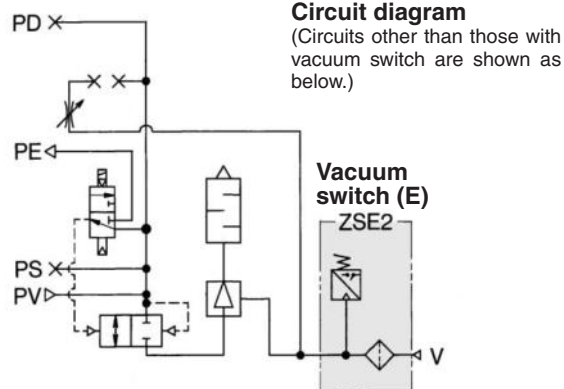 Circuit diagram
(Circuits other than those with
vacuum switch are shown as
below.)
PD
PE
Vacuum
switch (E)
ZSE2
PS
PV
V